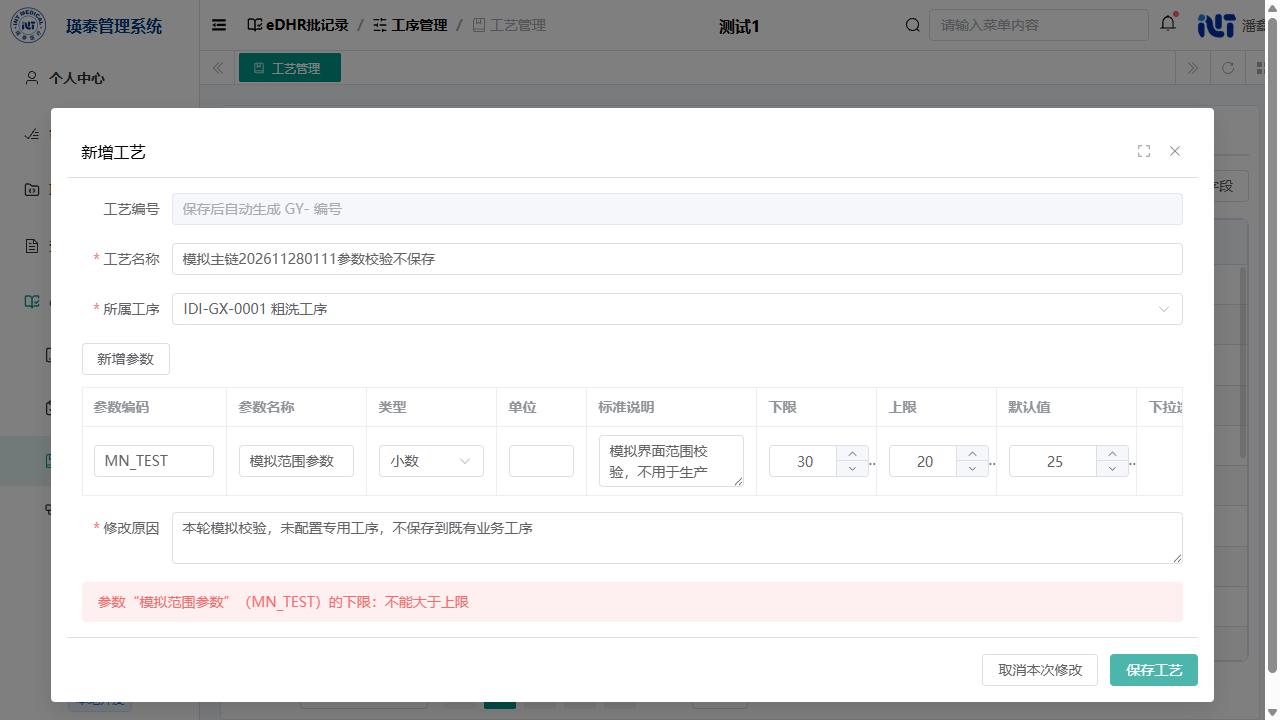 瑛泰管理系统
eDHR批记录 / 工序管理 / 工艺管理
测试1
请输入菜单内容
个人中心
工艺管理
字段
新增工艺
工艺编号 保存后自动生成 GY- 编号
* 工艺名称 模拟主链202611280111参数校验不保存
* 所属工序 IDI-GX-0001 粗洗工序
新增参数
参数编码 参数名称 类型 单位 标准说明 下限 上限 默认值
MN_TEST 模拟范围参数 小数 模拟界面范围校 30 20 25
验，不用于生产
* 修改原因 本轮模拟校验，未配置专用工序，不保存到既有业务工序
参数“模拟范围参数”（MN_TEST）的下限：不能大于上限
取消本次修改 保存工艺